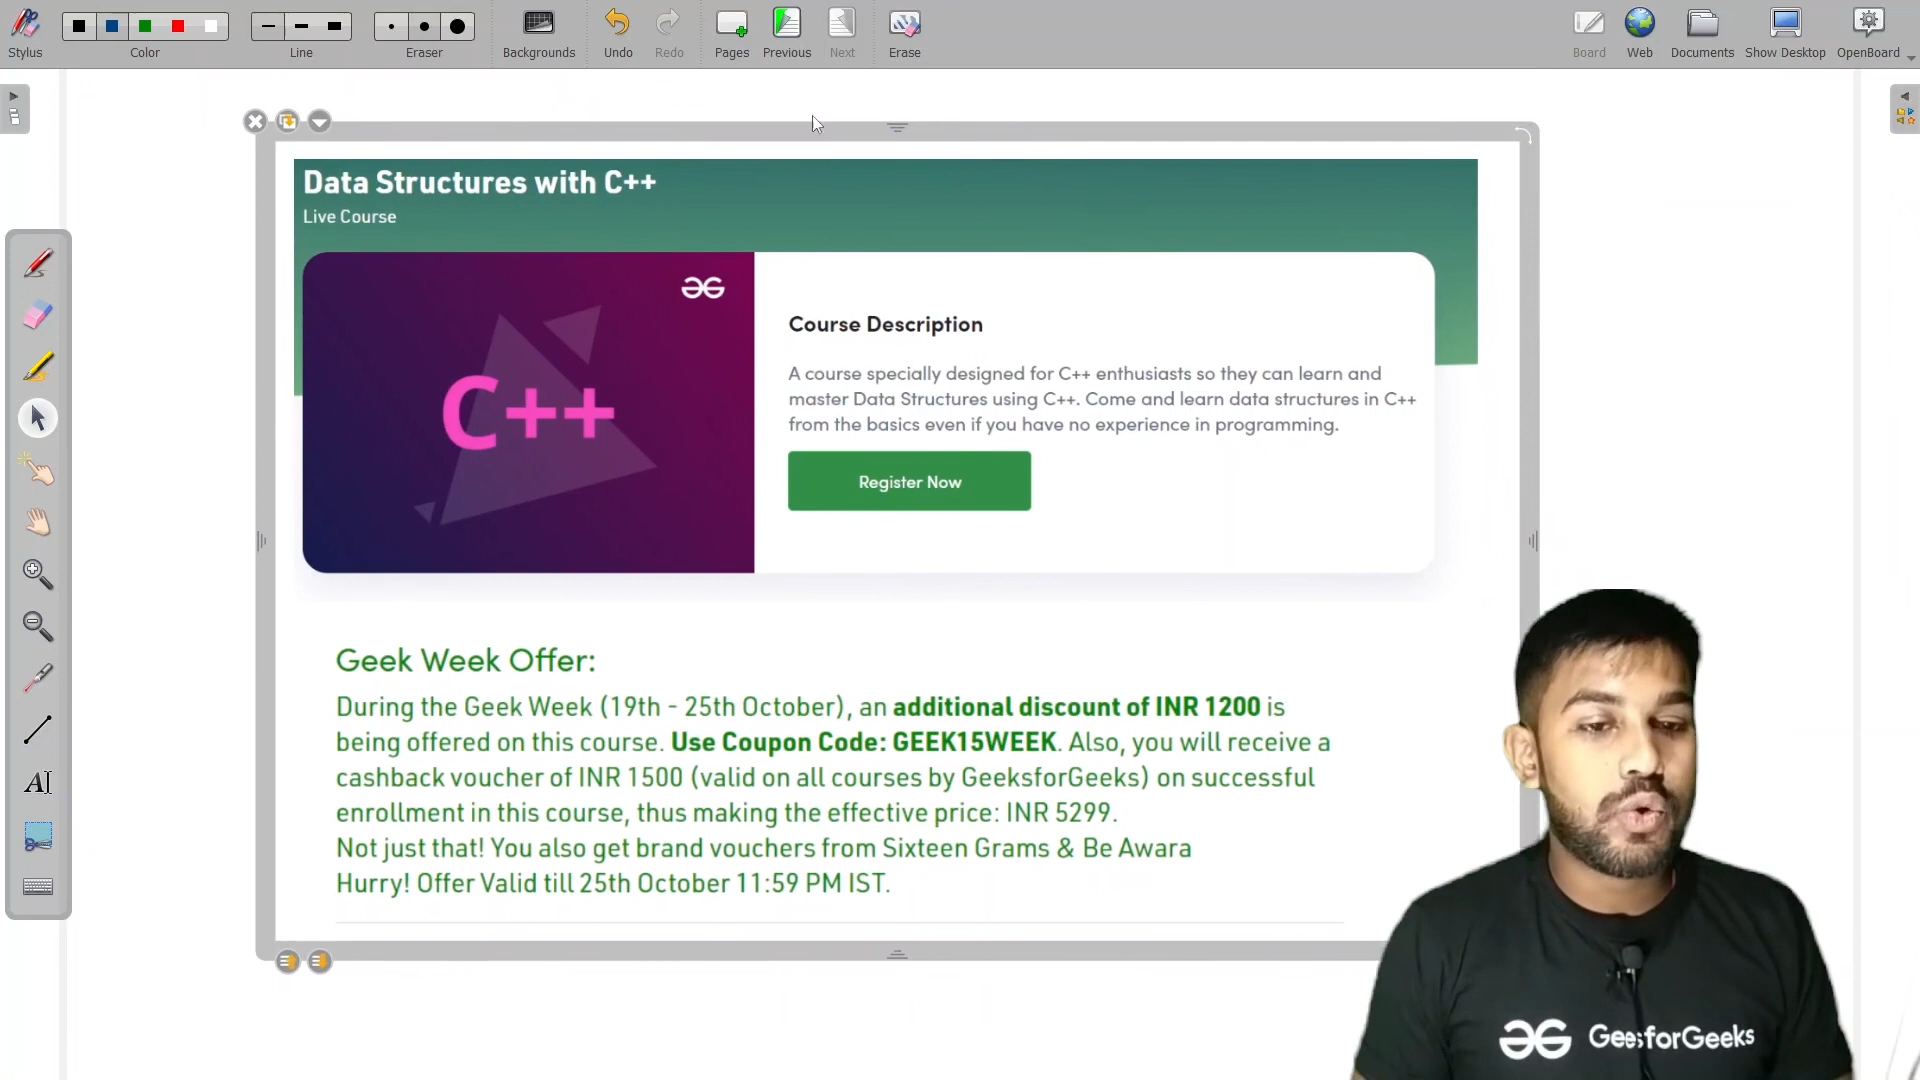 Stylus
Color
Line
Eraser
Backgrounds
Undo
Redo
Pages
Previous
Next
Erase
Board
Web
Documents
Show Desktop
OpenBoard
Data Structures with C++
Live Course
C++
Course Description
A course specially designed for C++ enthusiasts so they can learn and
master Data Structures using C++. Come and learn data structures in C++
from the basics even if you have no experience in programming.
Register Now
Geek Week Offer:
During the Geek Week (19th - 25th October), an additional discount of INR 1200 is
being offered on this course. Use Coupon Code: GEEK15WEEK. Also, you will receive a
cashback voucher of INR 1500 (valid on all courses by GeeksforGeeks) on successful
enrollment in this course, thus making the effective price: INR 5299.
Not just that! You also get brand vouchers from Sixteen Grams & Be Awara
Hurry! Offer Valid till 25th October 11:59 PM IST.
AI
GeeksforGeeks